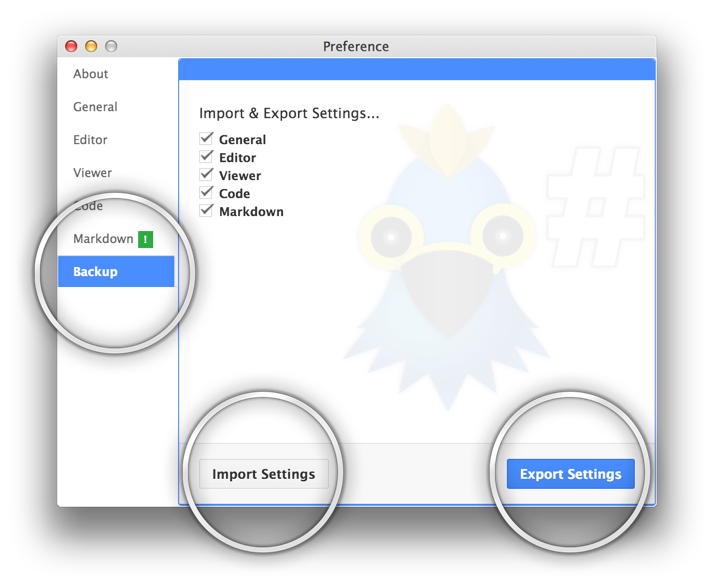 Preference
About
General
Editor
Viewer
Code
Markdown !
Backup
Import & Export Settings...
General
Editor
Viewer
Code
Markdown
#
Import Settings
Export Settings